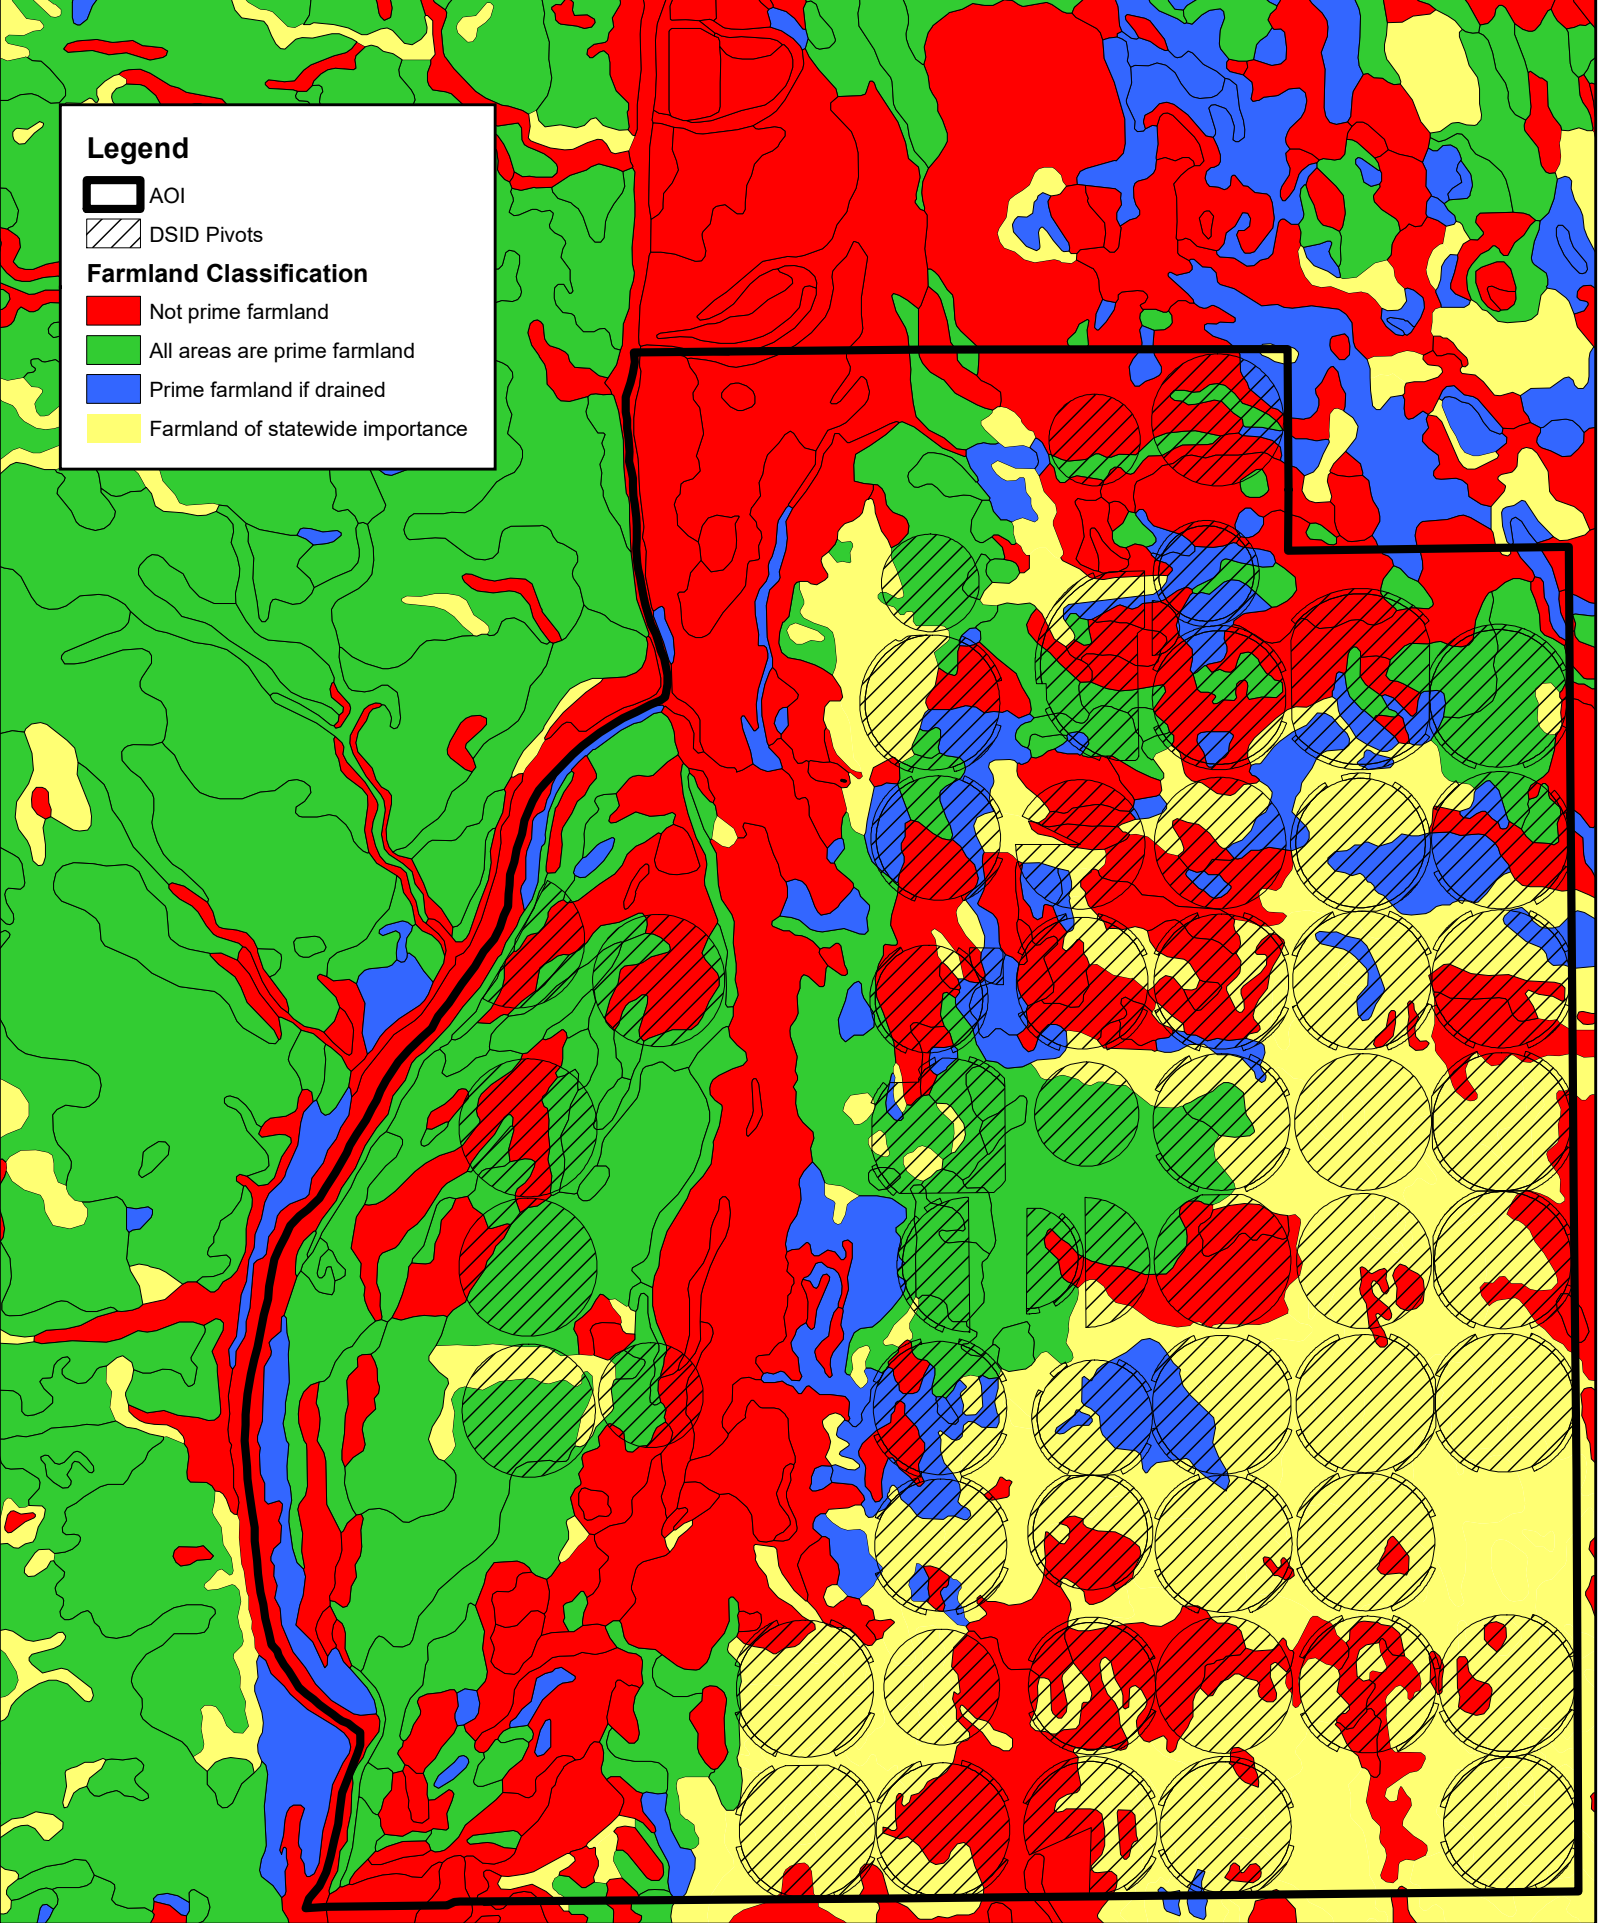 Legend
AOI
DSID Pivots
Farmland Classification
Not prime farmland
All areas are prime farmland
Prime farmland if drained
Farmland of statewide importance